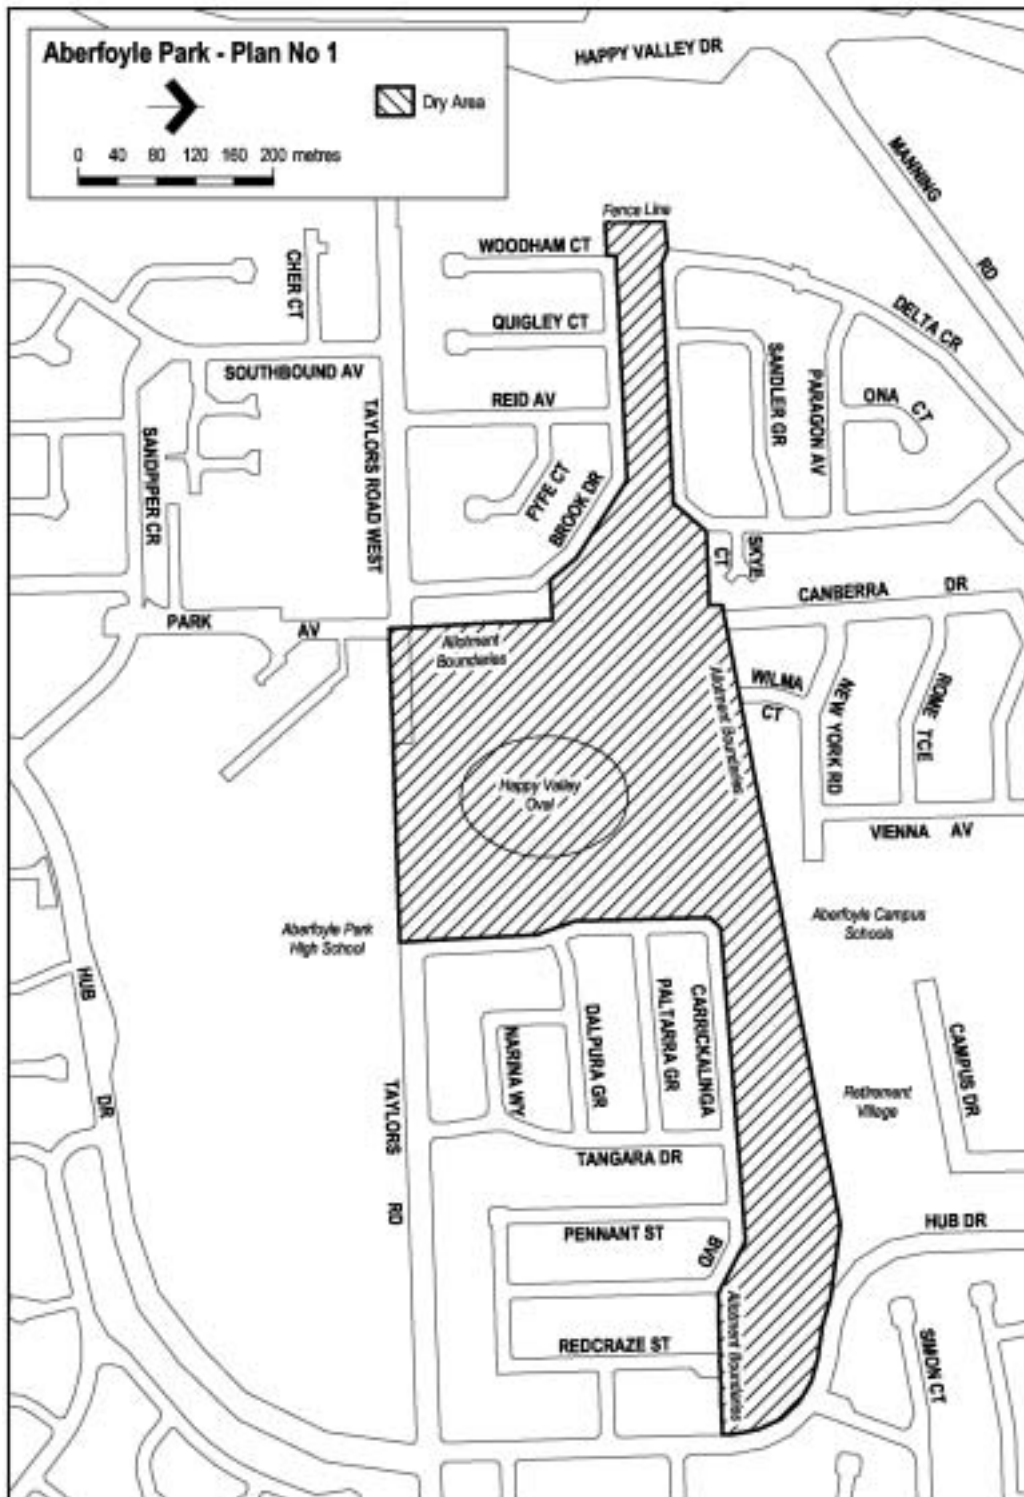 Aberfoyle Park - Plan No 1
Dry Area
0 40 80 120 160 200 metres
HAPPY VALLEY DR
MANNING
RD
Fence Line
WOODHAM CT
CHER CT
QUIGLEY CT
DELTA CR
SOUTHBOUND AV
REID AV
SANDLER GR
PARAGON AV
ONA CT
TAYLORS ROAD WEST
SANDPIPER CR
FYFE CT
BROOK DR
SKYE
CT
CANBERRA DR
PARK AV
Allotment
Boundaries
Allotment Boundaries
WILMA
CT
NEW YORK RD
ROME TCE
Happy Valley
Oval
VIENNA AV
Aberfoyle Park
High School
Aberfoyle Campus
Schools
HUB
DR
NARINA WY
DALPURA GR
PALTARRA GR
CARRICKALINGA
BVD
CAMPUS DR
Retirement
Village
TAYLORS
RD
TANGARA DR
PENNANT ST
HUB DR
Allotment Boundaries
REDCRAZE ST
SIMON CT